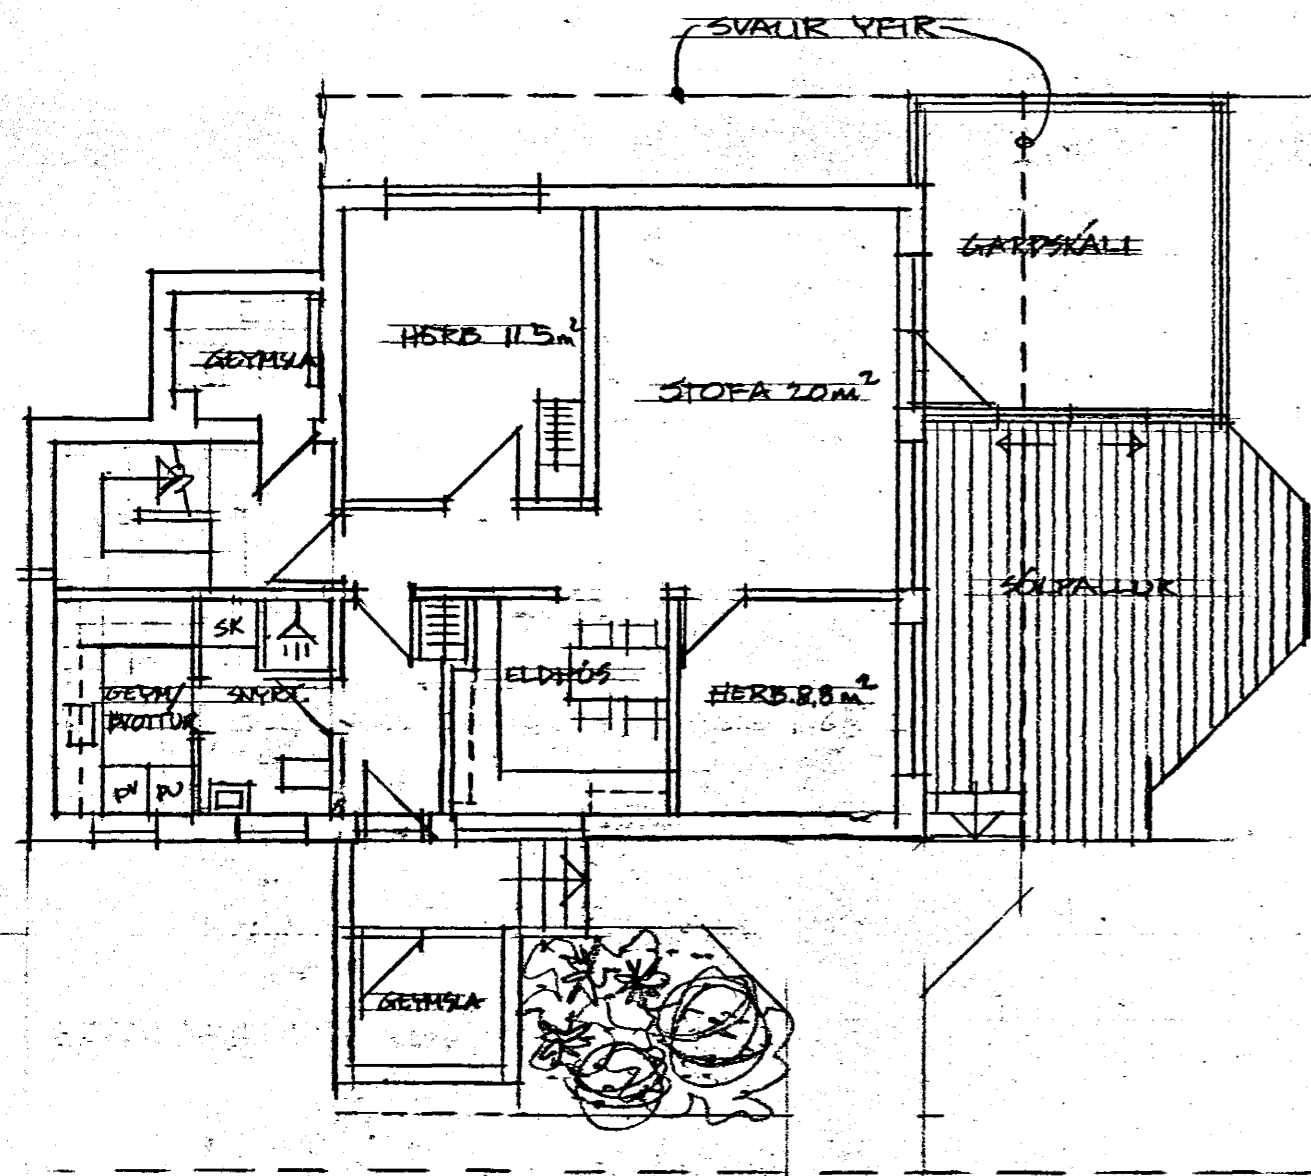 SVALIR YFIR
GARÐSKÁLI
HERB 11.5m²
GEYMSLA
STOFA 20m²
SÓLPALLUR
SK
ELDHÚS
GEYM/
ÞVOTTUR
SNYRT
HERB. 8,8m²
ÞV
ÞU
GEYMSLA